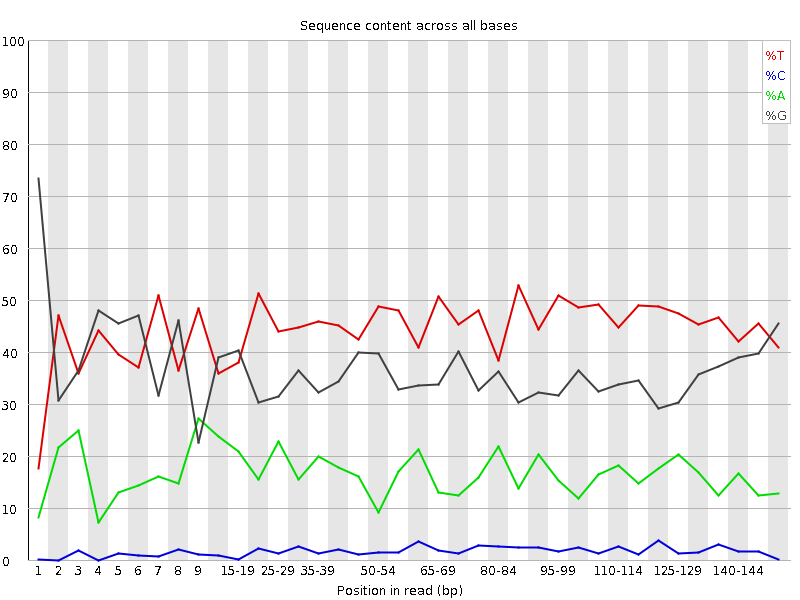 Sequence content across all bases
100
90
80
70
60
50
40
30
20
10
0
%T
%C
%A
%G
1 2 3 4 5 6 7 8 9 15-19 25-29 35-39 50-54 65-69 80-84 95-99 110-114 125-129 140-144
Position in read (bp)